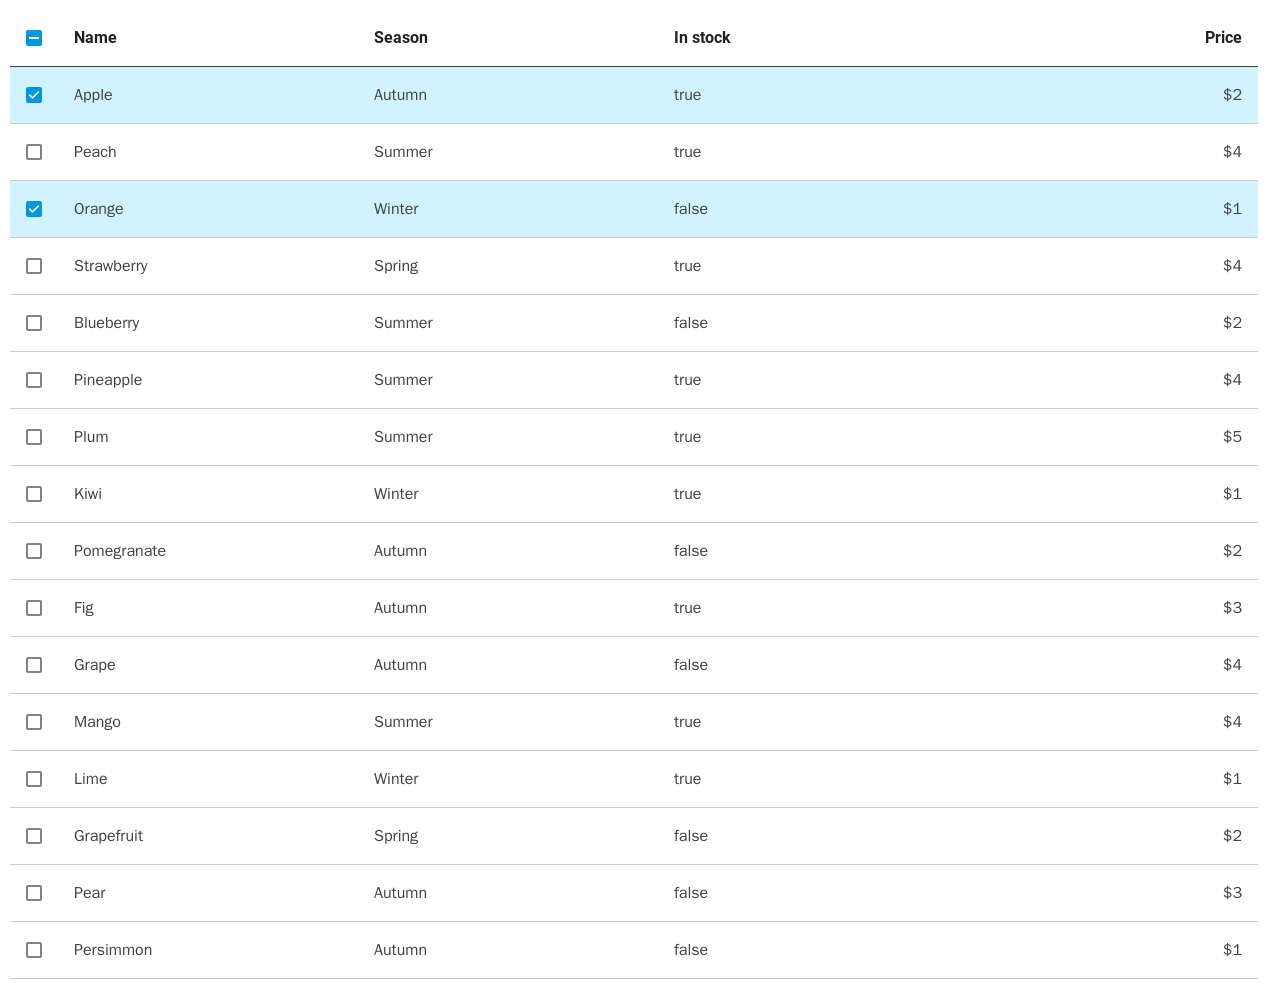 Name Season In stock Price
Apple Autumn true $2
Peach Summer true $4
Orange Winter false $1
Strawberry Spring true $4
Blueberry Summer false $2
Pineapple Summer true $4
Plum Summer true $5
Kiwi Winter true $1
Pomegranate Autumn false $2
Fig Autumn true $3
Grape Autumn false $4
Mango Summer true $4
Lime Winter true $1
Grapefruit Spring false $2
Pear Autumn false $3
Persimmon Autumn false $1